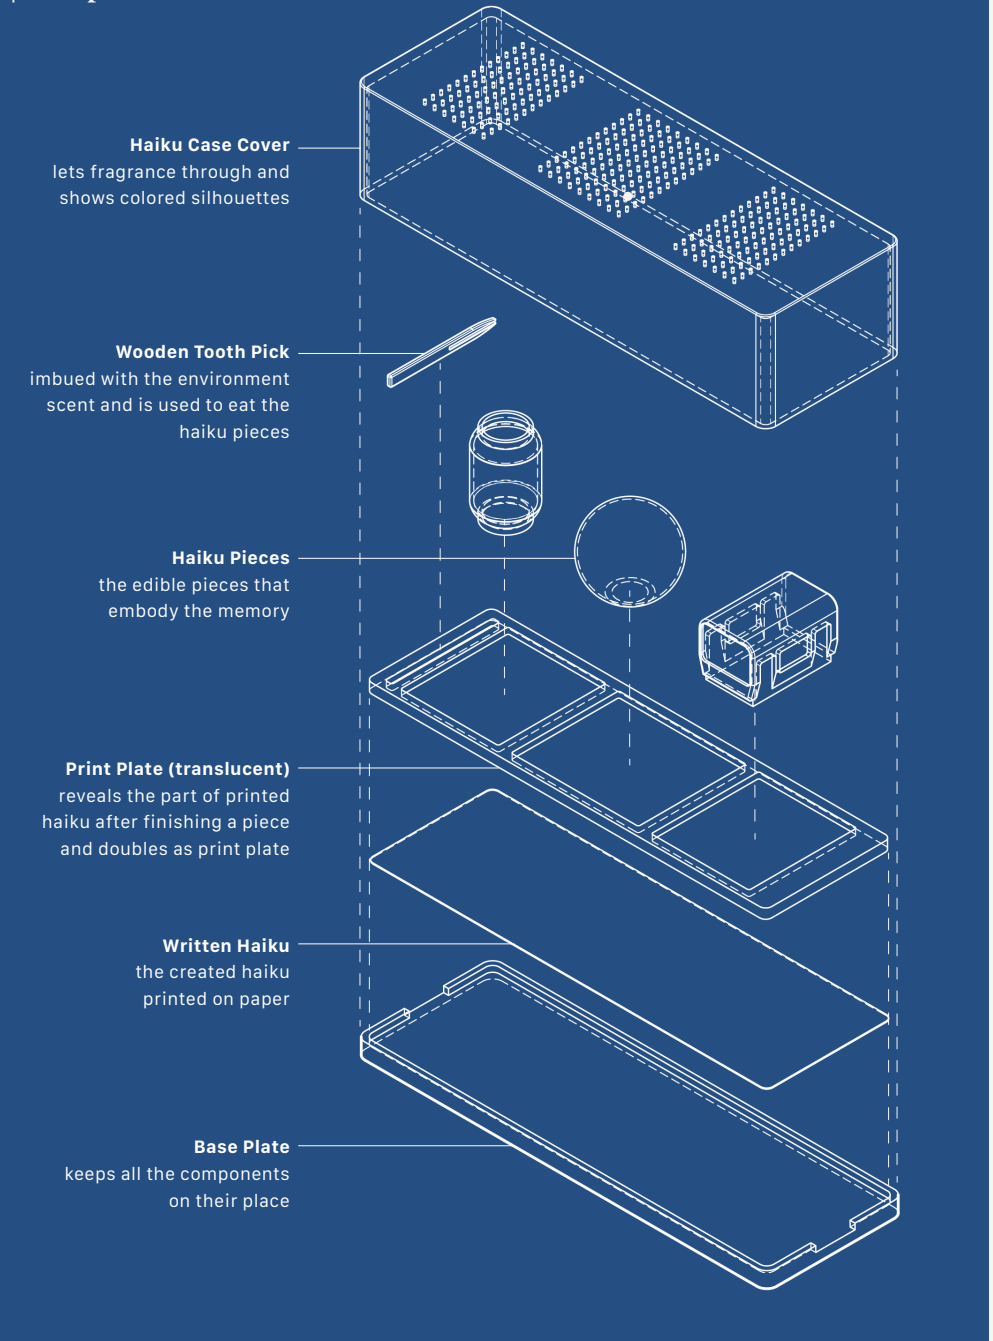 Haiku Case Cover
lets fragrance through and
shows colored silhouettes
Wooden Tooth Pick
imbued with the environment
scent and is used to eat the
haiku pieces
Haiku Pieces
the edible pieces that
embody the memory
Print Plate (translucent)
reveals the part of printed
haiku after finishing a piece
and doubles as print plate
Written Haiku
the created haiku
printed on paper
Base Plate
keeps all the components
on their place